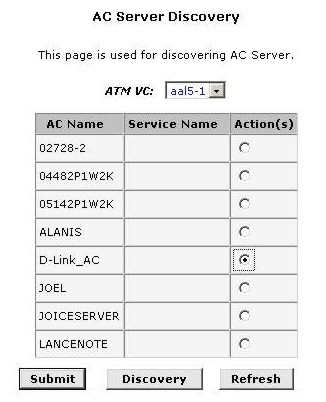 AC Server Discovery
This page is used for discovering AC Server.
ATM VC: aal5-1
AC Name Service Name Action(s)
02728-2
04482P1W2K
05142P1W2K
ALANIS
D-Link_AC
JOEL
JOICESERVER
LANCENOTE
Submit Discovery Refresh